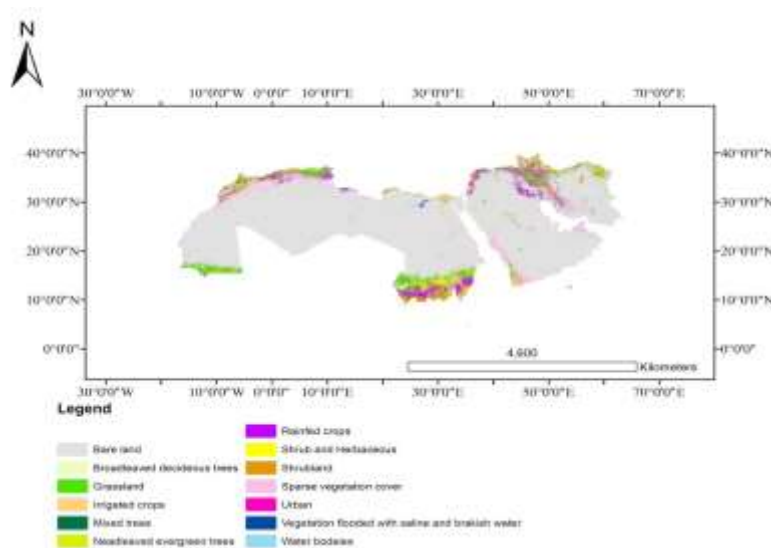 N
30°0'0"W 10°0'0"W 0°0'0" 10°0'0"E 30°0'0"E 50°0'0"E 70°0'0"E
40°0'0"N 40°0'0"N
30°0'0"N 30°0'0"N
20°0'0"N 20°0'0"N
10°0'0"N 10°0'0"N
0°0'0" 0°0'0"
4,600
Kilometers
30°0'0"W 10°0'0"W 0°0'0" 10°0'0"E 30°0'0"E 50°0'0"E 70°0'0"E
Legend
Bare land
Broadleaved deciduous trees
Grassland
Irrigated crops
Mixed trees
Needleaved evergreen trees
Rainfed crops
Shrub and Herbaceous
Shrubland
Sparse vegetation cover
Urban
Vegetation flooded with saline and brakish water
Water bodeies